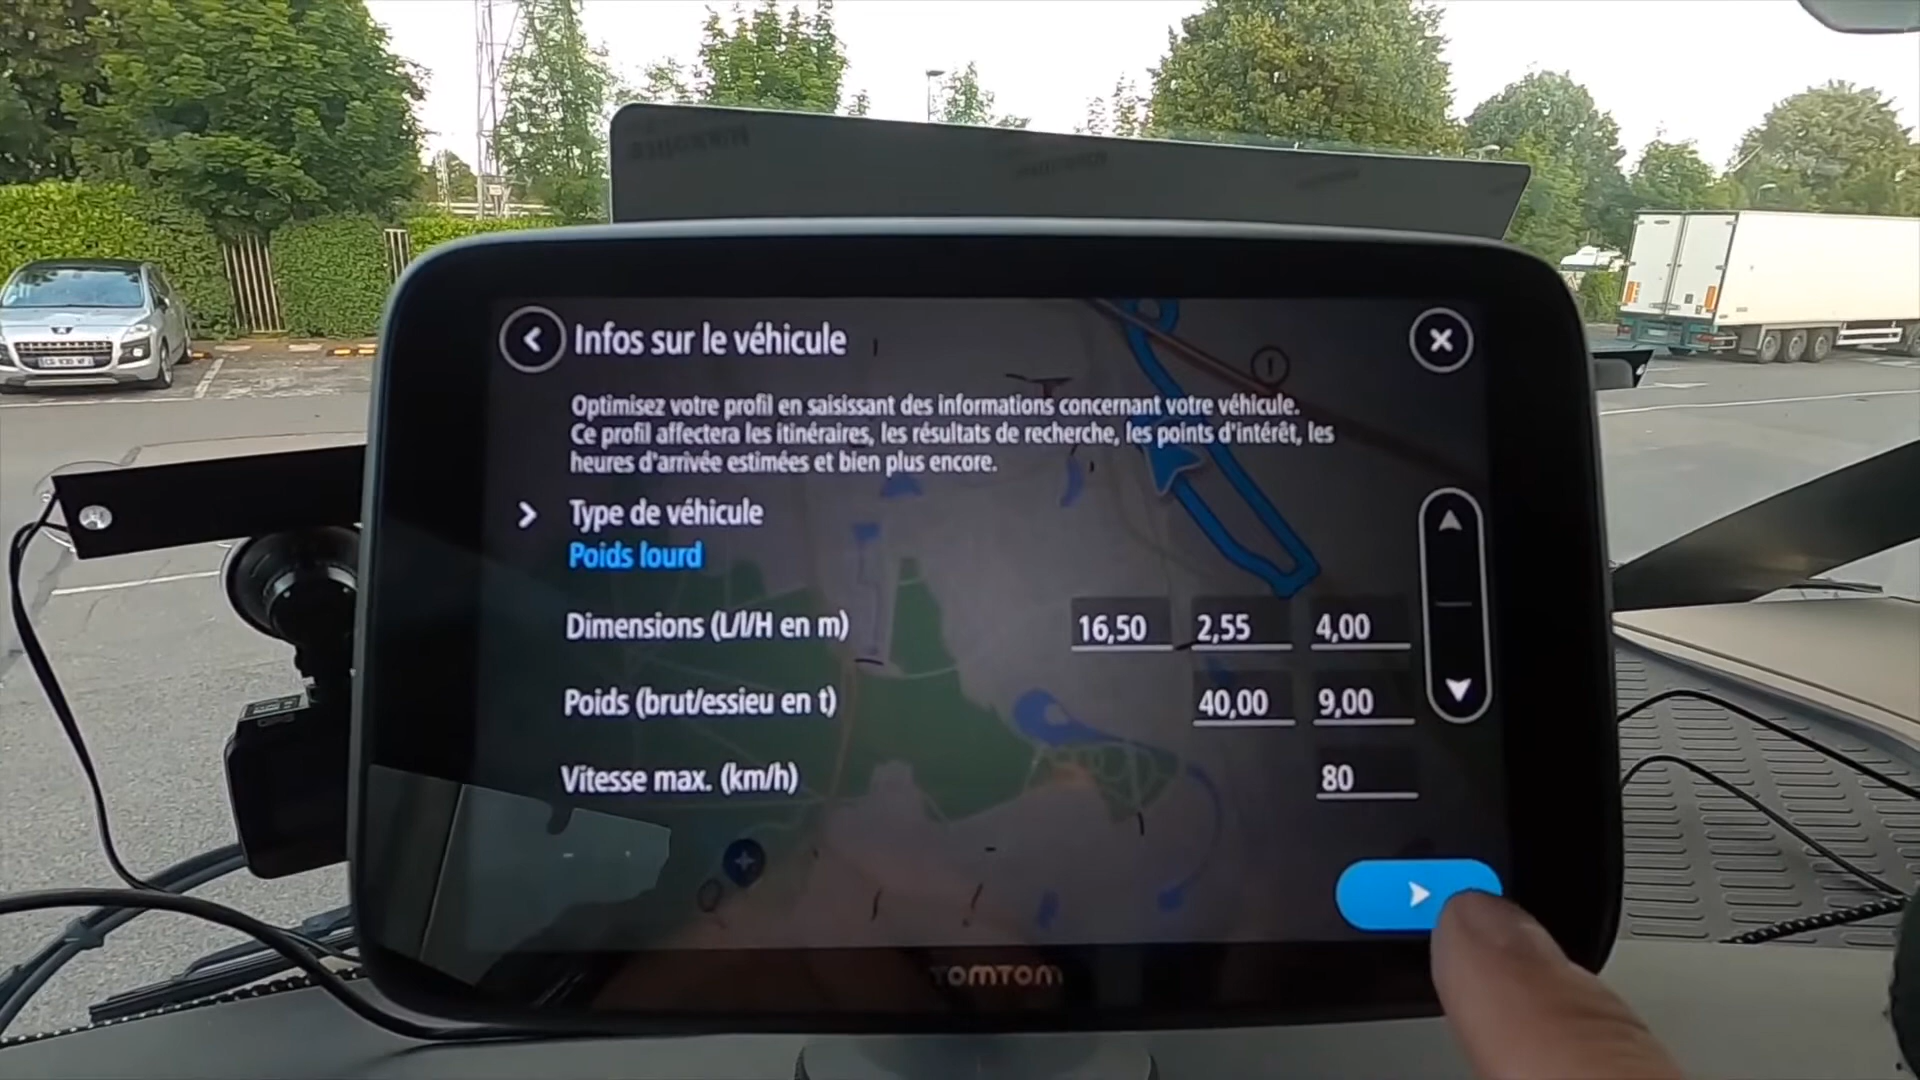 Infos sur le véhicule
Optimisez votre profil en saisissant des informations concernant votre véhicule.
Ce profil affectera les itinéraires, les résultats de recherche, les points d'intérêt, les
heures d'arrivée estimées et bien plus encore.
Type de véhicule
Poids lourd
Dimensions (L/l/H en m) 16,50 2,55 4,00
Poids (brut/essieu en t) 40,00 9,00
Vitesse max. (km/h) 80
TOMTOM